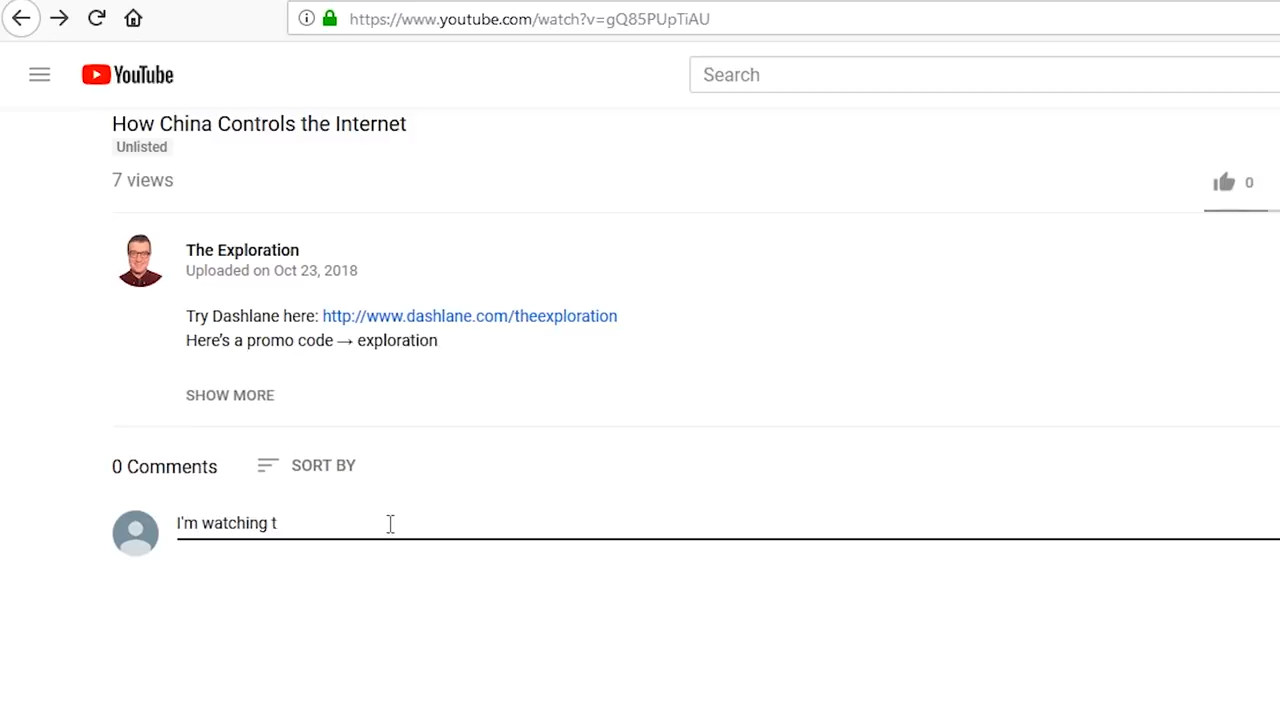 https://www.youtube.com/watch?v=gQ85PUpTiAU
YouTube
Search
How China Controls the Internet
Unlisted
7 views
0
The Exploration
Uploaded on Oct 23, 2018
Try Dashlane here: http://www.dashlane.com/theexploration
Here's a promo code → exploration
SHOW MORE
0 Comments
SORT BY
I'm watching t